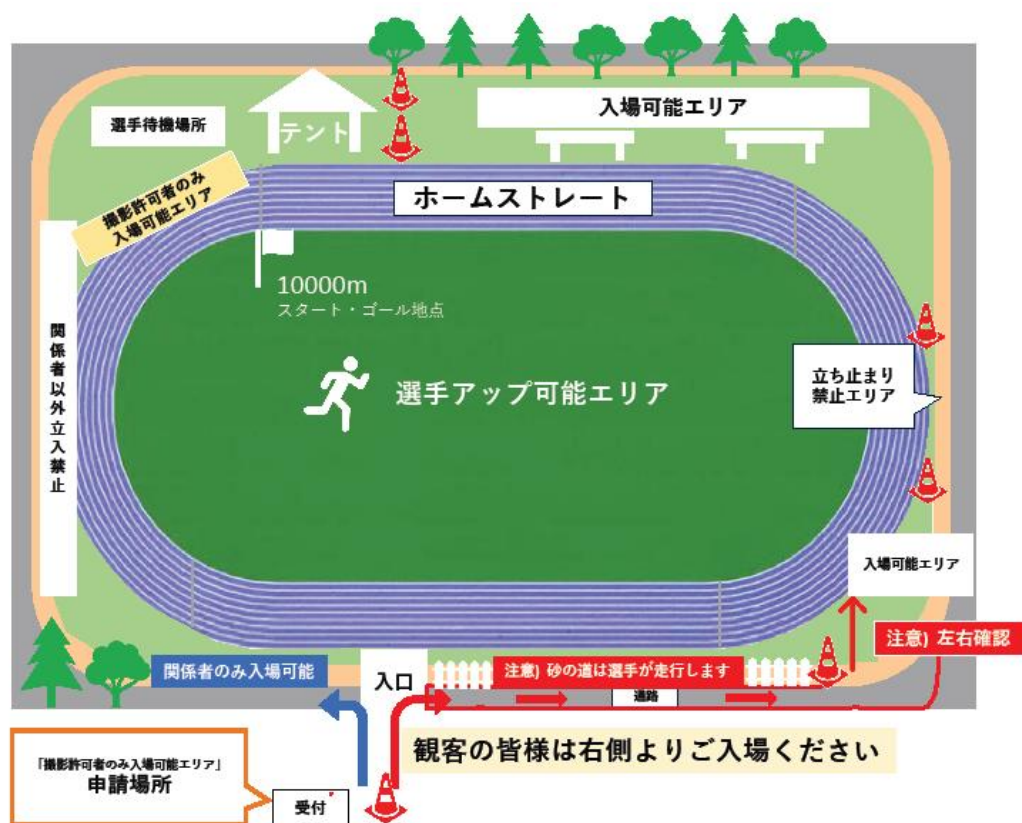 選手待機場所
テント
入場可能エリア
撮影許可者のみ
入場可能エリア
ホームストレート
10000m
スタート・ゴール地点
関係者以外立入禁止
選手アップ可能エリア
立ち止まり
禁止エリア
入場可能エリア
注意) 左右確認
関係者のみ入場可能
入口
注意) 砂の道は選手が走行します
通路
観客の皆様は右側よりご入場ください
「撮影許可者のみ入場可能エリア」
申請場所
受付